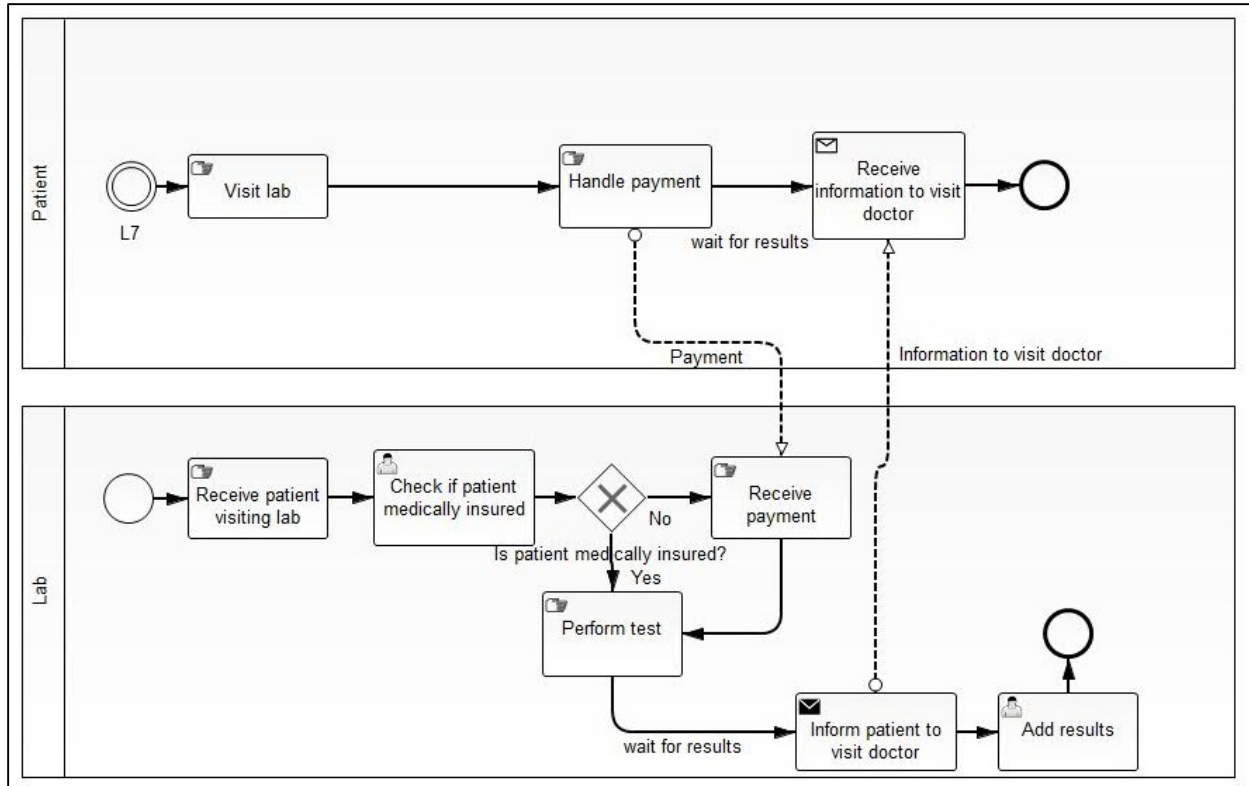 Patient
L7
Visit lab
Handle payment
wait for results
Receive
information to visit
doctor
Payment
Information to visit doctor
Lab
Receive patient
visiting lab
Check if patient
medically insured
Is patient medically insured?
No
Yes
Receive
payment
Perform test
wait for results
Inform patient to
visit doctor
Add results